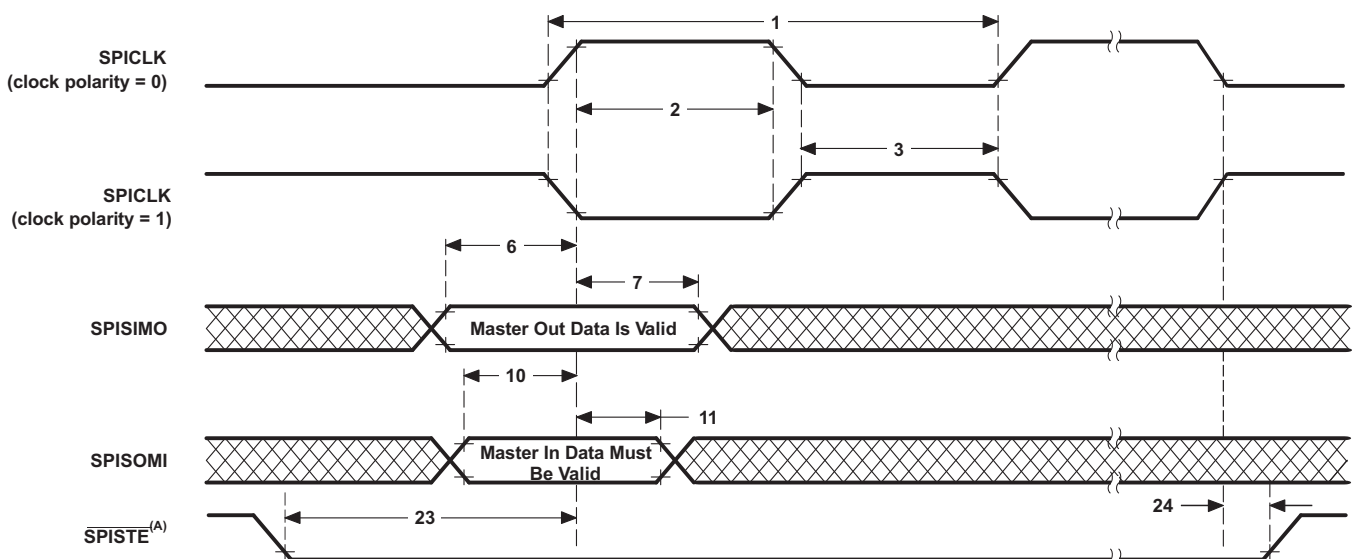 1
SPICLK
(clock polarity = 0)
2
3
SPICLK
(clock polarity = 1)
6
7
SPISIMO
Master Out Data Is Valid
10
11
SPISOMI
Master In Data Must
Be Valid
23
24
SPISTE(A)